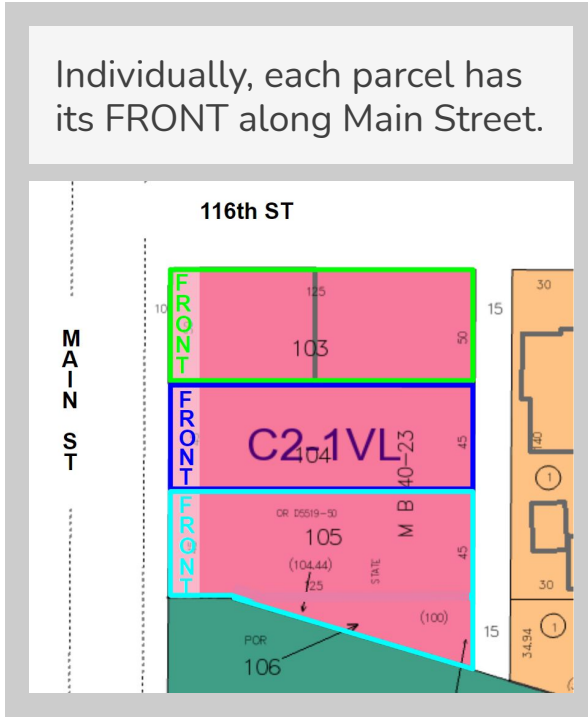 Individually, each parcel has
its FRONT along Main Street.
116th ST
MAIN ST
FRONT
125
10
103
50
15
30
FRONT
C2-1VL
104
45
M B 40-23
140
1
FRONT
OR D5519-50
105
45
(104.44)
125
STATE
30
(100)
POR
106
15
34.94
1